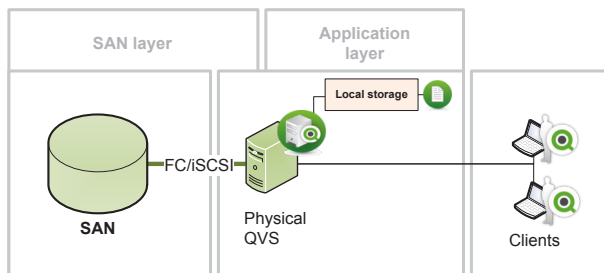 SAN layer
Application
layer
Local storage
FC/iSCSI
SAN
Physical
QVS
Clients